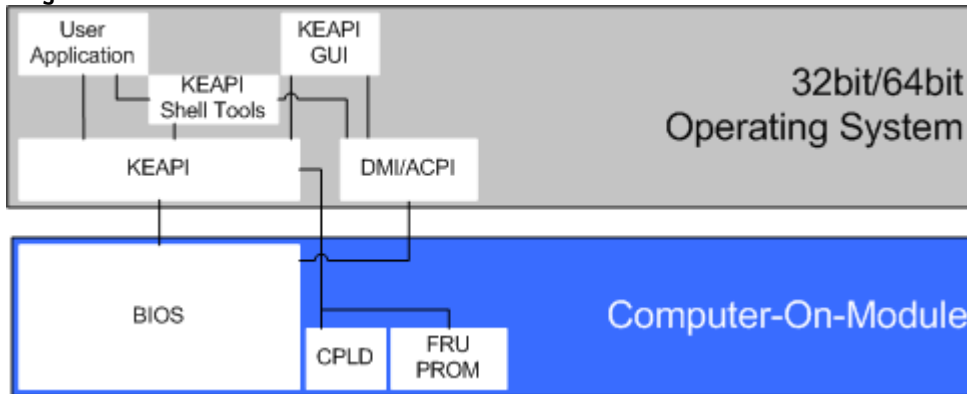 User
Application
KEAPI
GUI
KEAPI
Shell Tools
32bit/64bit
Operating System
KEAPI
DMI/ACPI
BIOS
Computer-On-Module
CPLD
FRU
PROM